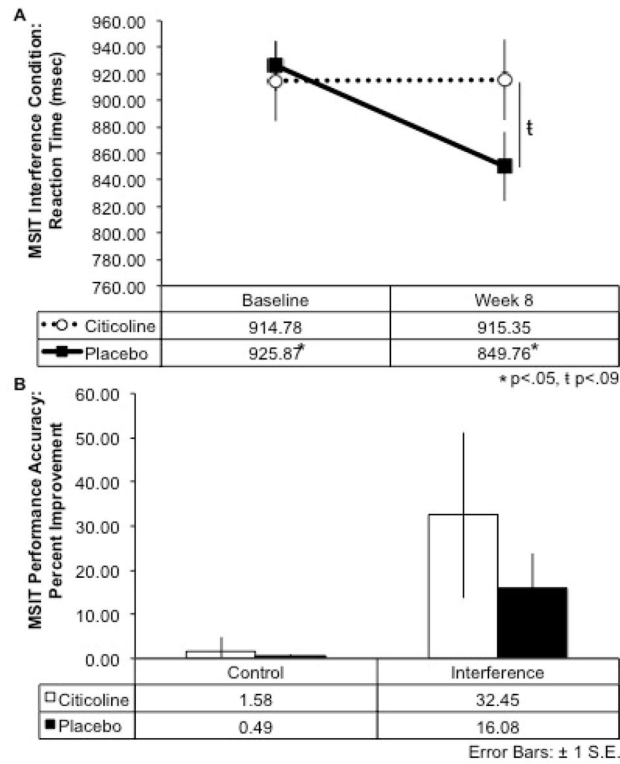 A
MSIT Interference Condition:
Reaction Time (msec)
960.00
940.00
920.00
900.00
880.00
860.00
840.00
820.00
800.00
780.00
760.00
ŧ
Baseline Week 8
Citicoline 914.78 915.35
Placebo 925.87* 849.76*
* p<.05, ŧ p<.09
B
MSIT Performance Accuracy:
Percent Improvement
60.00
50.00
40.00
30.00
20.00
10.00
0.00
Control Interference
Citicoline 1.58 32.45
Placebo 0.49 16.08
Error Bars: ± 1 S.E.